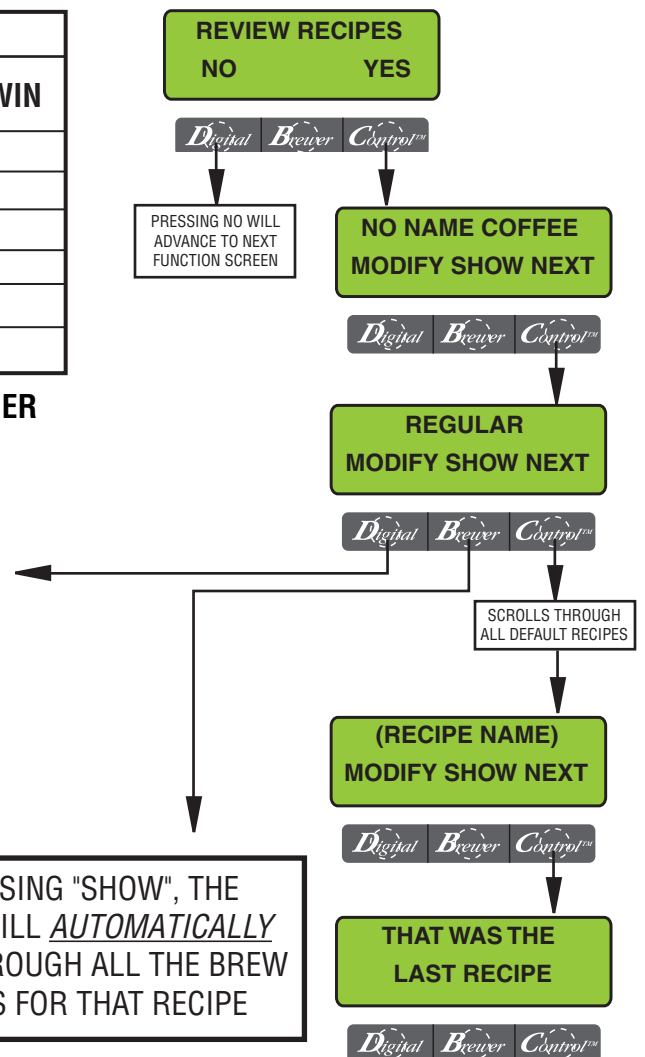 WIN
ER
REVIEW RECIPES
NO YES
Digital Brewer Control™
PRESSING NO WILL
ADVANCE TO NEXT
FUNCTION SCREEN
NO NAME COFFEE
MODIFY SHOW NEXT
Digital Brewer Control™
REGULAR
MODIFY SHOW NEXT
Digital Brewer Control™
SCROLLS THROUGH
ALL DEFAULT RECIPES
(RECIPE NAME)
MODIFY SHOW NEXT
Digital Brewer Control™
SING "SHOW", THE
ILL AUTOMATICALLY
ROUGH ALL THE BREW
S FOR THAT RECIPE
THAT WAS THE
LAST RECIPE
Digital Brewer Control™